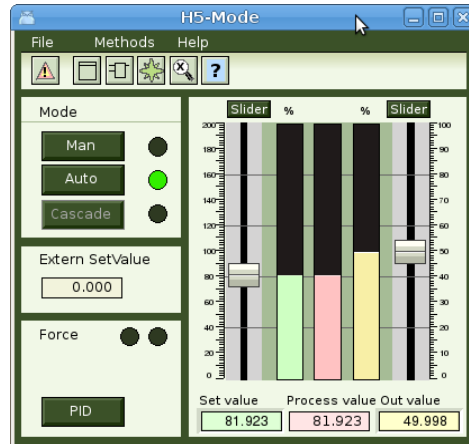 H5-Mode
File Methods Help
?
Mode
Man
Auto
Cascade
Extern SetValue
0.000
Force
PID
Slider % % Slider
200 100
180 90
160 80
140 70
120 60
100 50
80 40
60 30
40 20
20 10
0 0
Set value Process value Out value
81.923 81.923 49.998